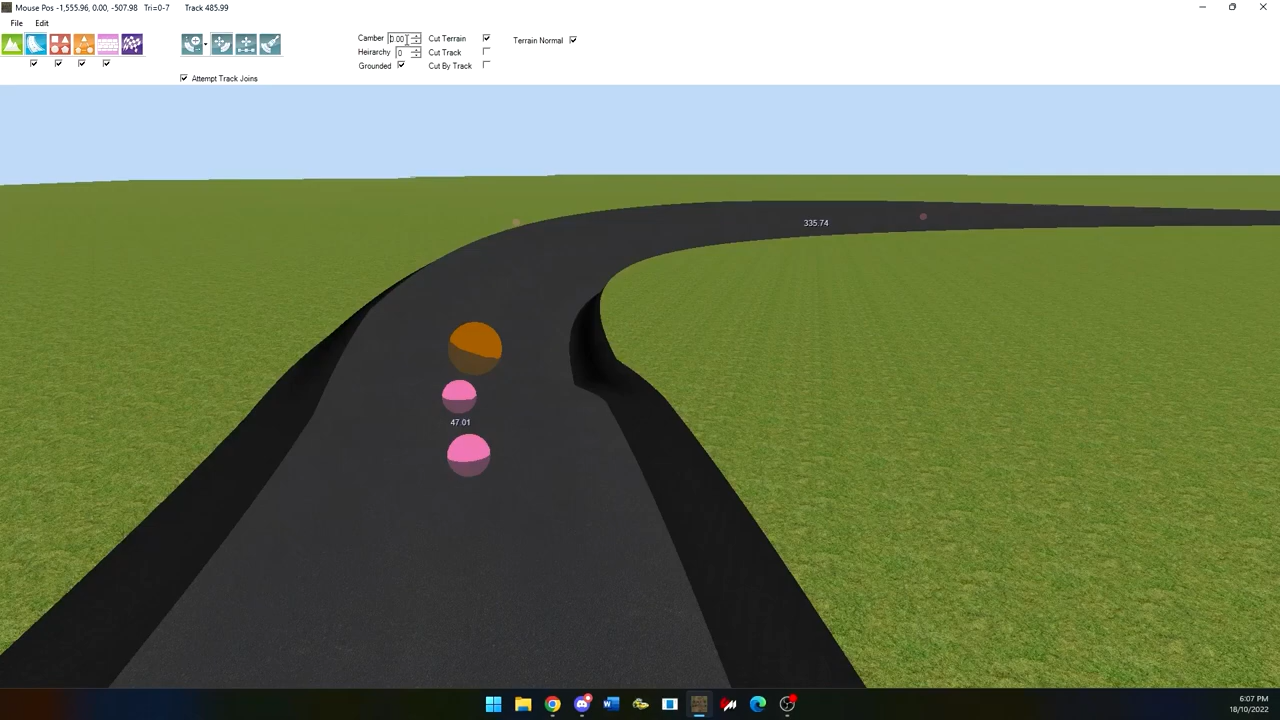 Mouse Pos -1,555.96, 0.00, -507.98 Tri=0-7 Track 485.99
File Edit
Camber 0.00 Cut Terrain Terrain Normal
Heirarchy 0 Cut Track
Grounded Cut By Track
Attempt Track Joins
335.74
47.01
6:07 PM
18/10/2022